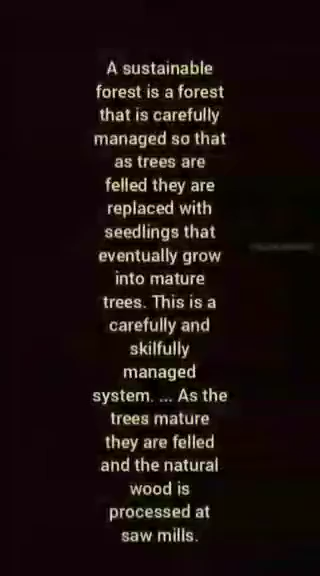 A sustainable
forest is a forest
that is carefully
managed so that
as trees are
felled they are
replaced with
seedlings that
eventually grow
into mature
trees. This is a
carefully and
skilfully
managed
system. ... As the
trees mature
they are felled
and the natural
wood is
processed at
saw mills.